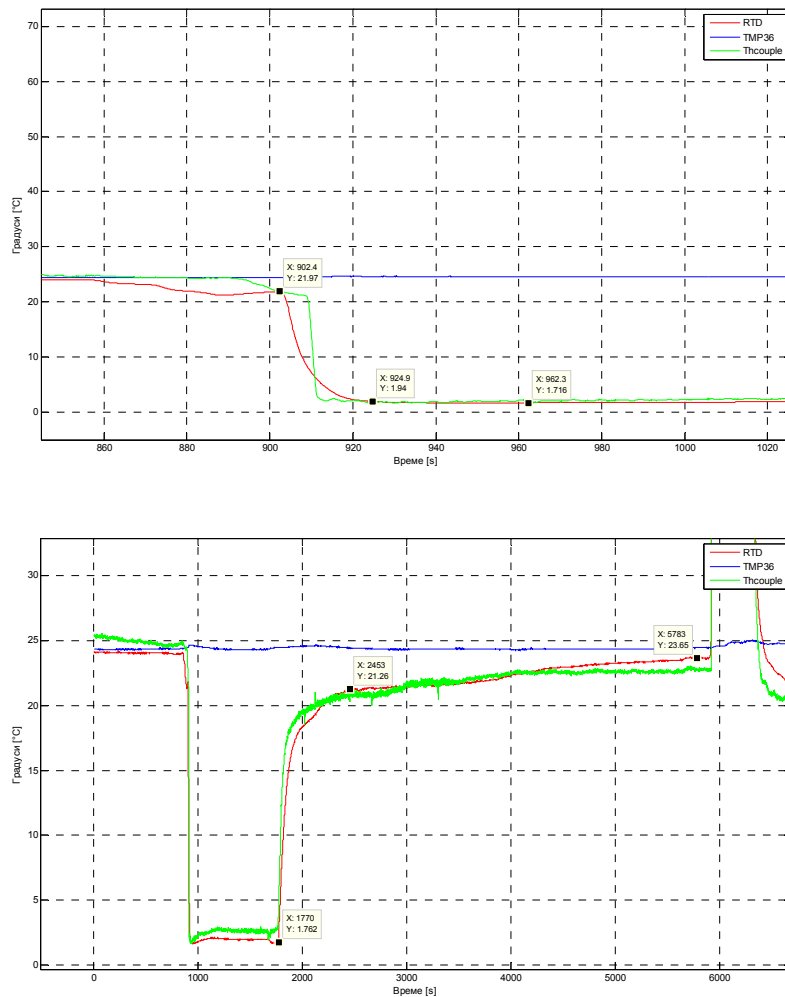 70
60
50
40
30
20
10
0
Градуси [°C]
RTD
TMP36
Thcouple
X: 902.4
Y: 21.97
X: 924.9
Y: 1.94
X: 962.3
Y: 1.716
860 880 900 920 940 960 980 1000 1020
Време [s]
30
25
20
15
10
5
0
Градуси [°C]
RTD
TMP36
Thcouple
X: 5783
Y: 23.65
X: 2453
Y: 21.26
X: 1770
Y: 1.762
0 1000 2000 3000 4000 5000 6000
Време [s]